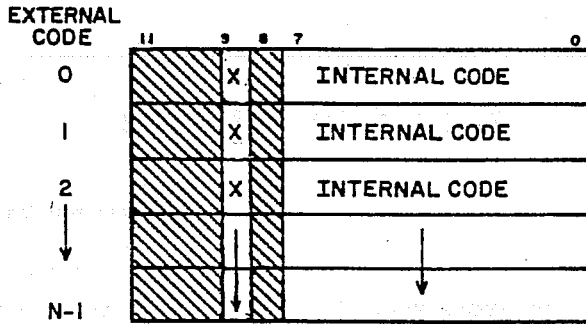 EXTERNAL
CODE
11 9 8 7 0
0 X INTERNAL CODE
1 X INTERNAL CODE
2 X INTERNAL CODE
N-1